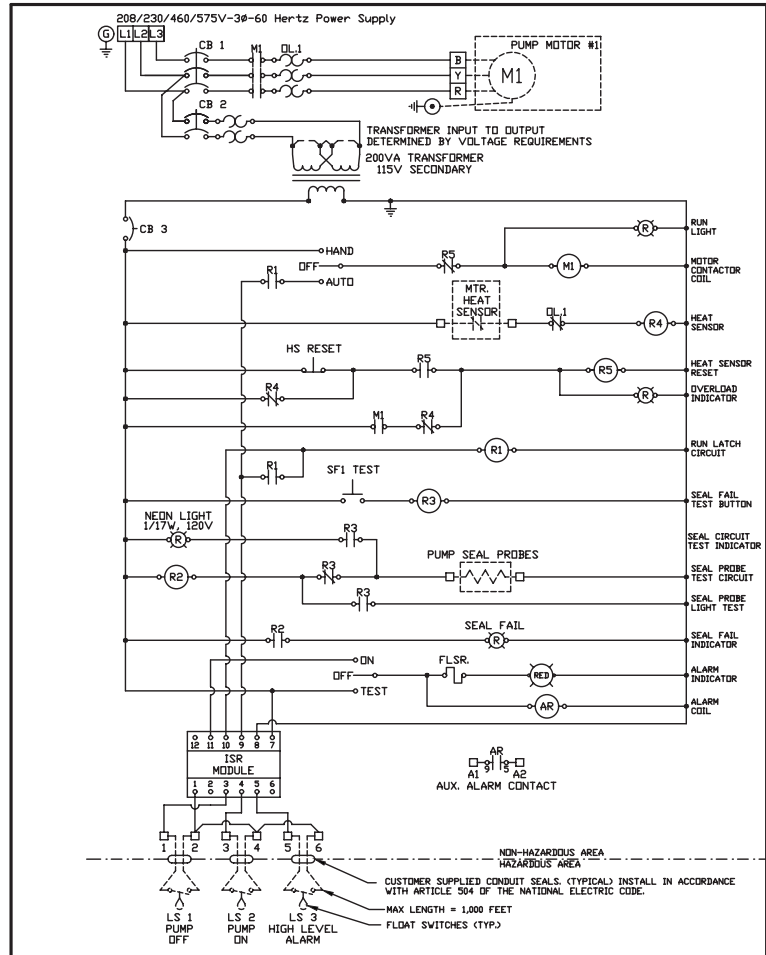 208/230/460/575V-3ø-60 Hertz Power Supply
G L1 L2 L3
CB 1
M1
OL1
PUMP MOTOR #1
B
Y
R
M1
CB 2
TRANSFORMER INPUT TO OUTPUT
DETERMINED BY VOLTAGE REQUIREMENTS
200VA TRANSFORMER
115V SECONDARY
CB 3
R
RUN
LIGHT
HAND
OFF
AUTO
R1
R5
M1
MOTOR
CONTACTOR
COIL
MTR.
HEAT
SENSOR
OL1
R4
HEAT
SENSOR
HS RESET
R5
R5
HEAT SENSOR
RESET
R4
R
OVERLOAD
INDICATOR
M1
R4
R1
RUN LATCH
CIRCUIT
R1
SF1 TEST
R3
SEAL FAIL
TEST BUTTON
NEON LIGHT
1/17W, 120V
R
R3
SEAL CIRCUIT
TEST INDICATOR
R2
R3
PUMP SEAL PROBES
SEAL PROBE
TEST CIRCUIT
R3
SEAL PROBE
LIGHT TEST
R2
SEAL FAIL
R
SEAL FAIL
INDICATOR
ON
OFF
TEST
FLSR.
RED
ALARM
INDICATOR
AR
ALARM
COIL
12 11 10 9 8 7
ISR
MODULE
1 2 3 4 5 6
AR
A1 9 5 A2
AUX. ALARM CONTACT
1 2 3 4 5 6
NON-HAZARDOUS AREA
HAZARDOUS AREA
CUSTOMER SUPPLIED CONDUIT SEALS. (TYPICAL) INSTALL IN ACCORDANCE
WITH ARTICLE 504 OF THE NATIONAL ELECTRIC CODE.
MAX LENGTH = 1,000 FEET
FLOAT SWITCHES (TYP.)
LS 1
PUMP
OFF
LS 2
PUMP
ON
LS 3
HIGH LEVEL
ALARM